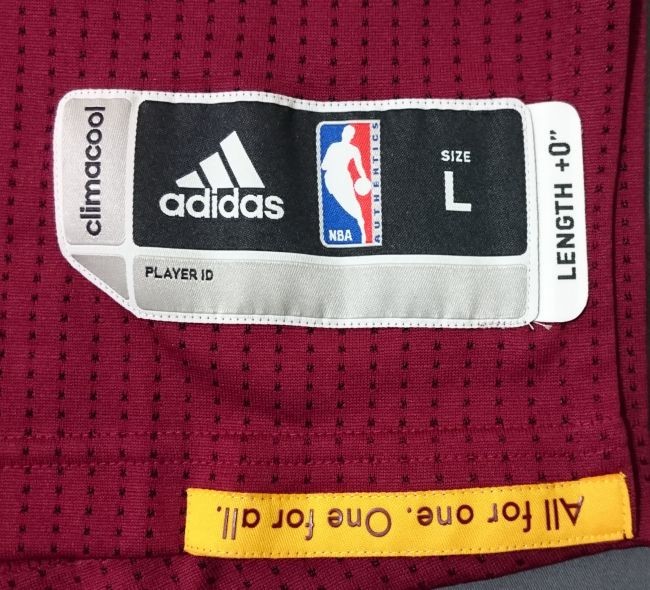 climacool
adidas
NBA
AUTHENTICS
SIZE
L
LENGTH +0"
PLAYER ID
All for one. One for all.